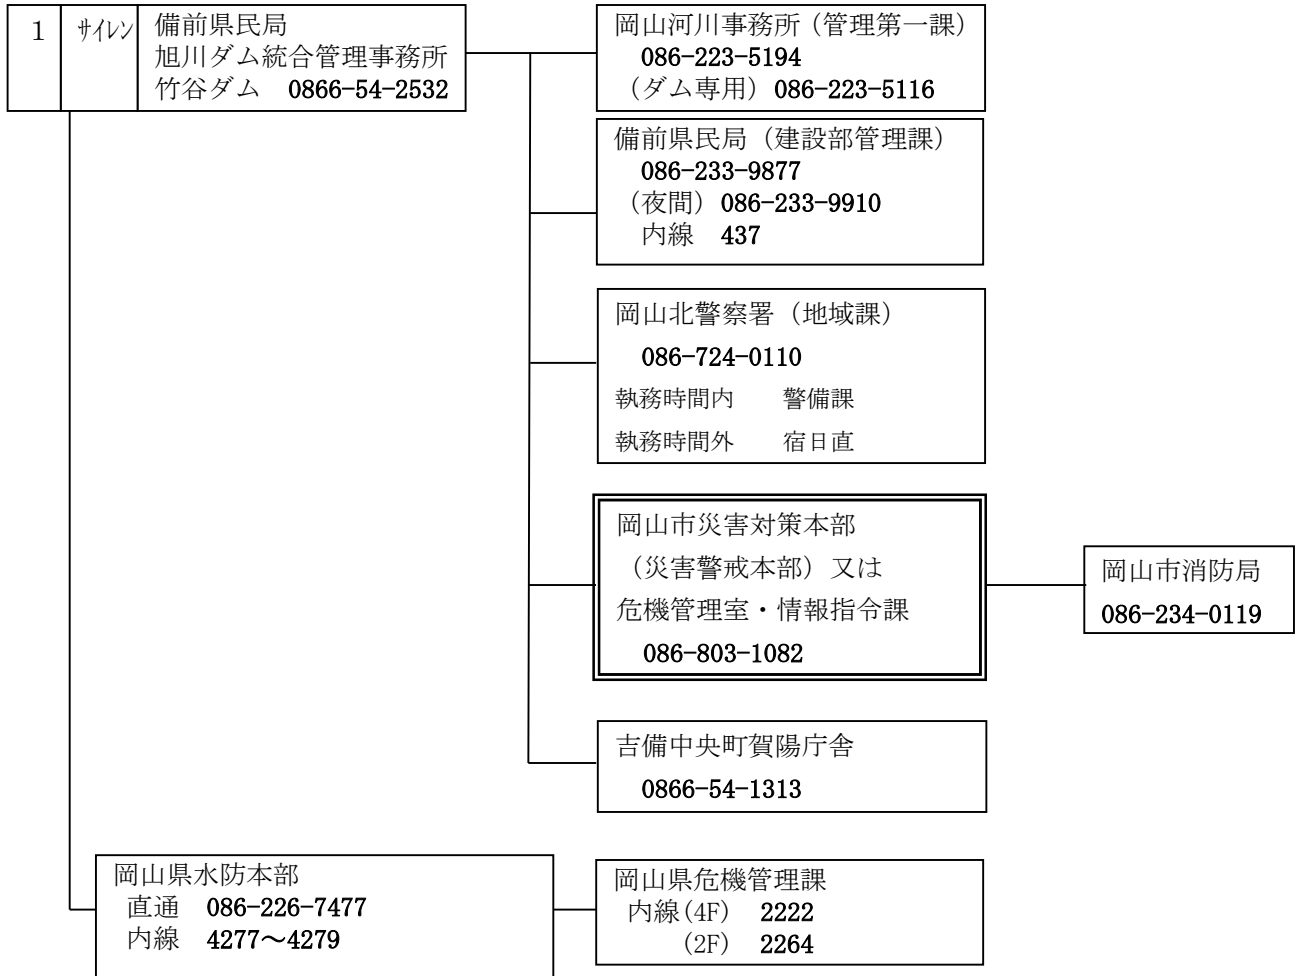 1
サイレン
備前県民局
旭川ダム統合管理事務所
竹谷ダム　0866-54-2532
岡山河川事務所（管理第一課）
086-223-5194
（ダム専用）086-223-5116
備前県民局（建設部管理課）
086-233-9877
（夜間）086-233-9910
内線　437
岡山北警察署（地域課）
086-724-0110
執務時間内　　警備課
執務時間外　　宿日直
岡山市災害対策本部
（災害警戒本部）又は
危機管理室・情報指令課
086-803-1082
岡山市消防局
086-234-0119
吉備中央町賀陽庁舎
0866-54-1313
岡山県水防本部
直通　086-226-7477
内線　4277～4279
岡山県危機管理課
内線(4F)　2222
(2F)　2264